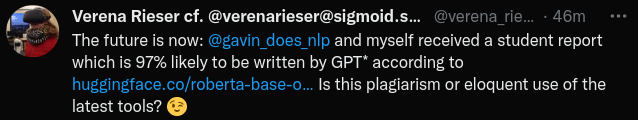 Verena Rieser cf. @verenarieser@sigmoid.s... @verena_rie... · 46m ···
The future is now: @gavin_does_nlp and myself received a student report
which is 97% likely to be written by GPT* according to
huggingface.co/roberta-base-o... Is this plagiarism or eloquent use of the
latest tools? 😉